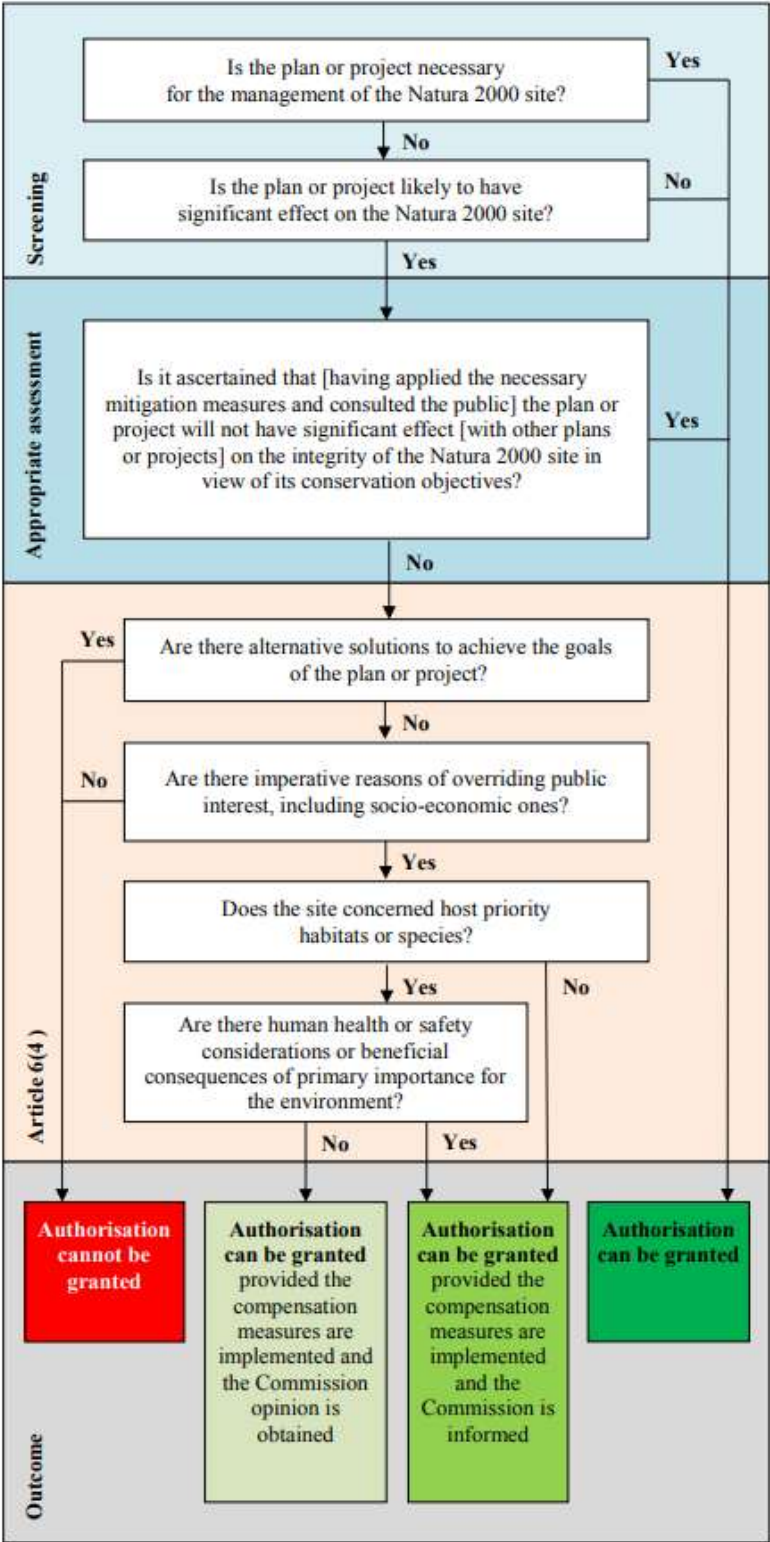 Screening
Is the plan or project necessary
for the management of the Natura 2000 site?
Yes
No
Is the plan or project likely to have
significant effect on the Natura 2000 site?
No
Yes
Appropriate assessment
Is it ascertained that [having applied the necessary
mitigation measures and consulted the public] the plan or
project will not have significant effect [with other plans
or projects] on the integrity of the Natura 2000 site in
view of its conservation objectives?
Yes
No
Article 6(4 )
Yes
Are there alternative solutions to achieve the goals
of the plan or project?
No
No
Are there imperative reasons of overriding public
interest, including socio-economic ones?
Yes
Does the site concerned host priority
habitats or species?
Yes
No
Are there human health or safety
considerations or beneficial
consequences of primary importance for
the environment?
No
Yes
Outcome
Authorisation
cannot be
granted
Authorisation
can be granted
provided the
compensation
measures are
implemented and
the Commission
opinion is
obtained
Authorisation
can be granted
provided the
compensation
measures are
implemented
and the
Commission is
informed
Authorisation
can be granted